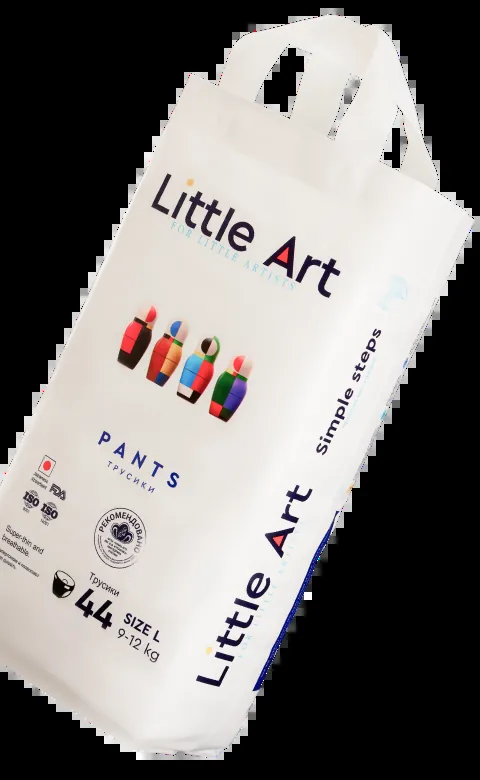 Little Art
FOR LITTLE ARTISTS
PANTS
ТРУСИКИ
FDA
ISO
ISO
РЕКОМЕНДОВАНО
Super-thin and
breathable.
Трусики
44
SIZE L
9-12 kg
Simple steps
Little Art